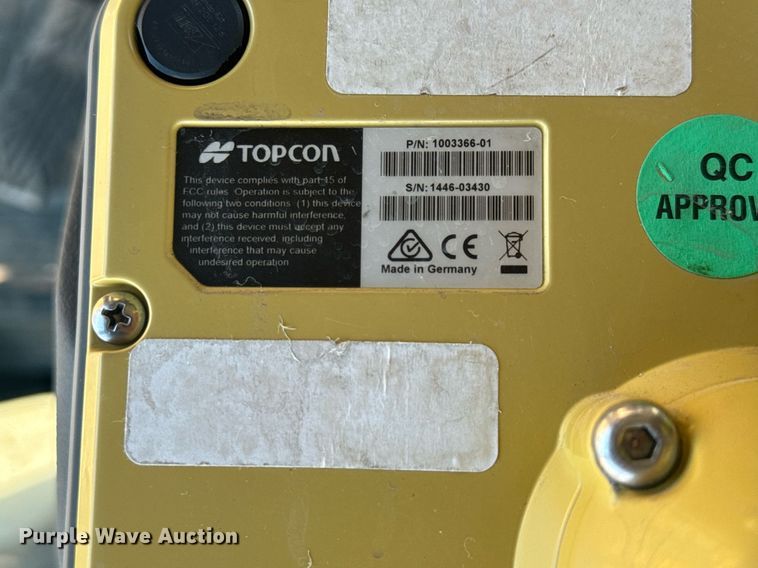 TOPCON
This device complies with part 15 of
FCC rules. Operation is subject to the
following two conditions. (1) this device
may not cause harmful interference,
and (2) this device must accept any
interference received, including
interference that may cause
undesired operation
P/N: 1003366-01
S/N: 1446-03430
CE
Made in Germany
QC
APPROV
Purple Wave Auction